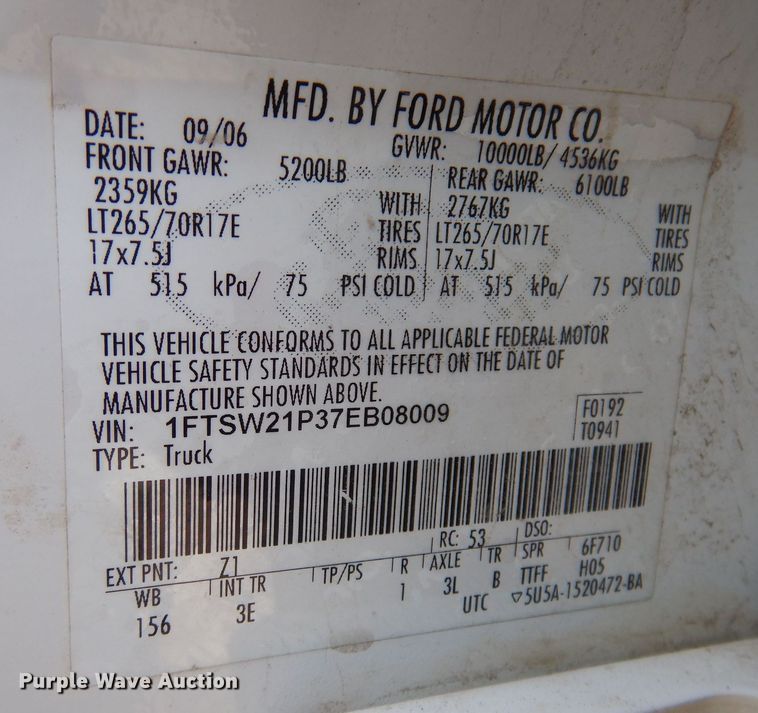 MFD. BY FORD MOTOR CO.
DATE: 09/06 GVWR: 10000LB/ 4536KG
FRONT GAWR: 5200LB REAR GAWR: 6100LB
2359KG WITH 2767KG WITH
LT265/70R17E TIRES LT265/70R17E TIRES
17x7.5J RIMS 17x7.5J RIMS
AT 515 kPa/ 75 PSI COLD AT 515 kPa/ 75 PSI COLD
THIS VEHICLE CONFORMS TO ALL APPLICABLE FEDERAL MOTOR
VEHICLE SAFETY STANDARDS IN EFFECT ON THE DATE OF
MANUFACTURE SHOWN ABOVE.
VIN: 1FTSW21P37EB08009 F0192
TYPE: Truck T0941
EXT PNT: Z1 RC: 53 DSO:
WB INT TR TP/PS R AXLE TR SPR 6F710
156 3E 1 3L B TTFF H05
UTC ▽5U5A-1520472-BA
Purple Wave Auction